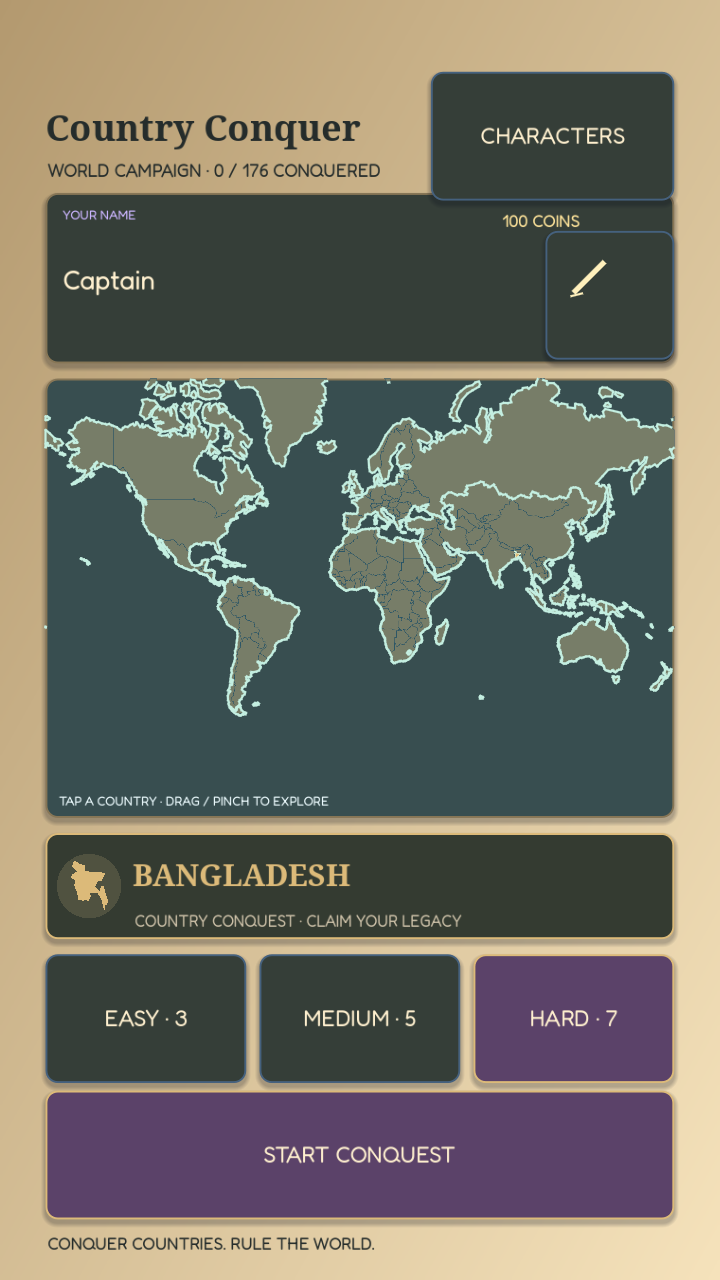 Country Conquer
CHARACTERS
WORLD CAMPAIGN · 0 / 176 CONQUERED
YOUR NAME
100 COINS
Captain
TAP A COUNTRY · DRAG / PINCH TO EXPLORE
BANGLADESH
COUNTRY CONQUEST · CLAIM YOUR LEGACY
EASY · 3
MEDIUM · 5
HARD · 7
START CONQUEST
CONQUER COUNTRIES. RULE THE WORLD.